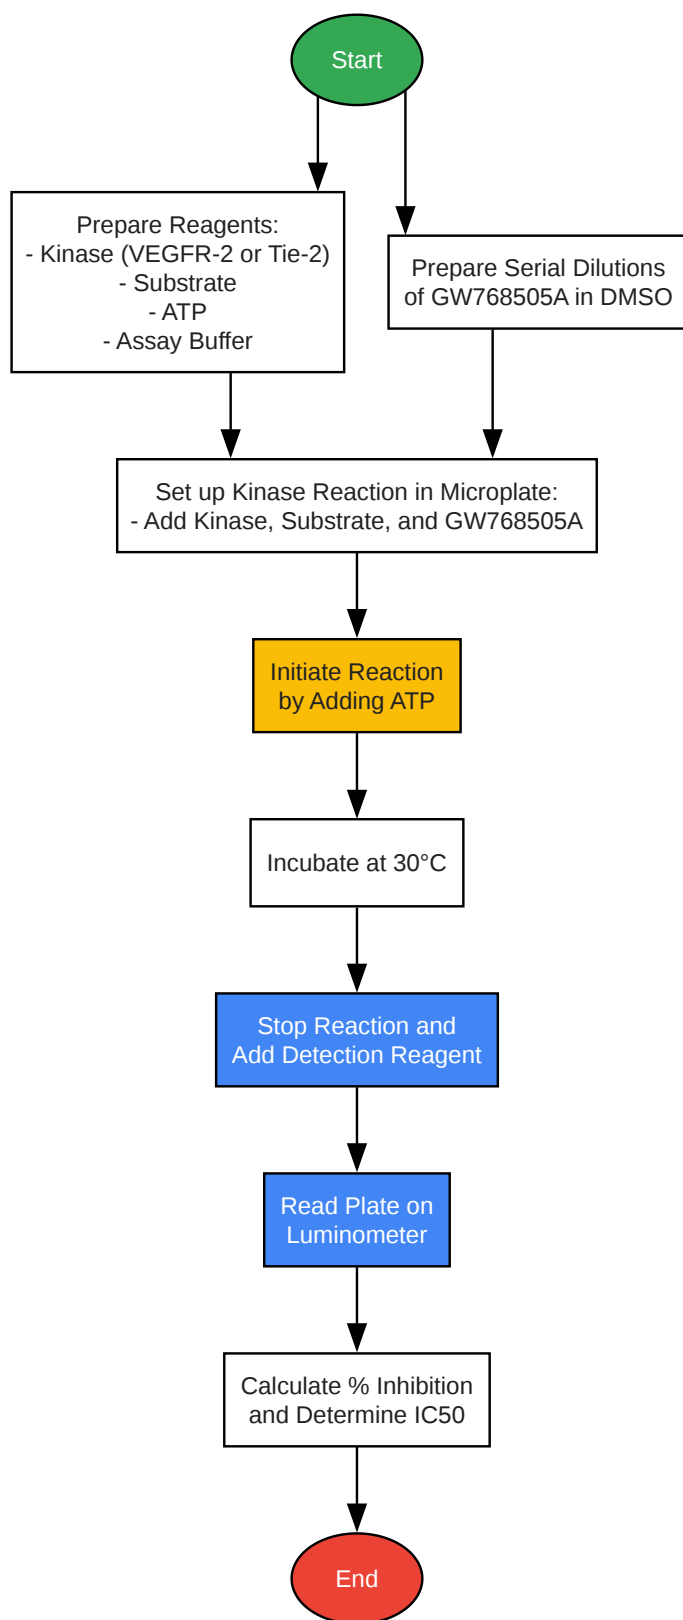 Start
Prepare Reagents:
- Kinase (VEGFR-2 or Tie-2)
- Substrate
- ATP
- Assay Buffer
Prepare Serial Dilutions
of GW768505A in DMSO
Set up Kinase Reaction in Microplate:
- Add Kinase, Substrate, and GW768505A
Initiate Reaction
by Adding ATP
Incubate at 30°C
Stop Reaction and
Add Detection Reagent
Read Plate on
Luminometer
Calculate % Inhibition
and Determine IC50
End